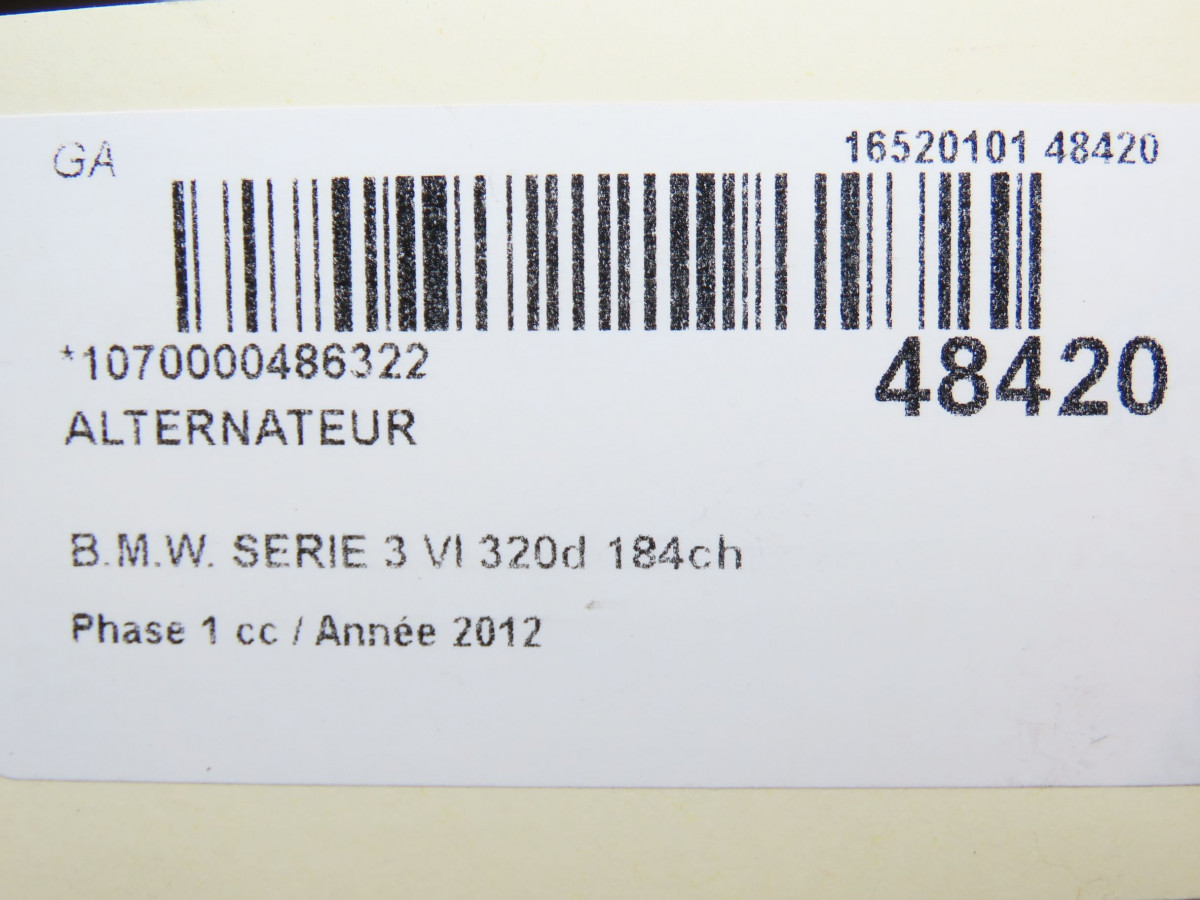 GA
16520101 48420
*1070000486322
48420
ALTERNATEUR
B.M.W. SERIE 3 VI 320d 184ch
Phase 1 cc / Année 2012